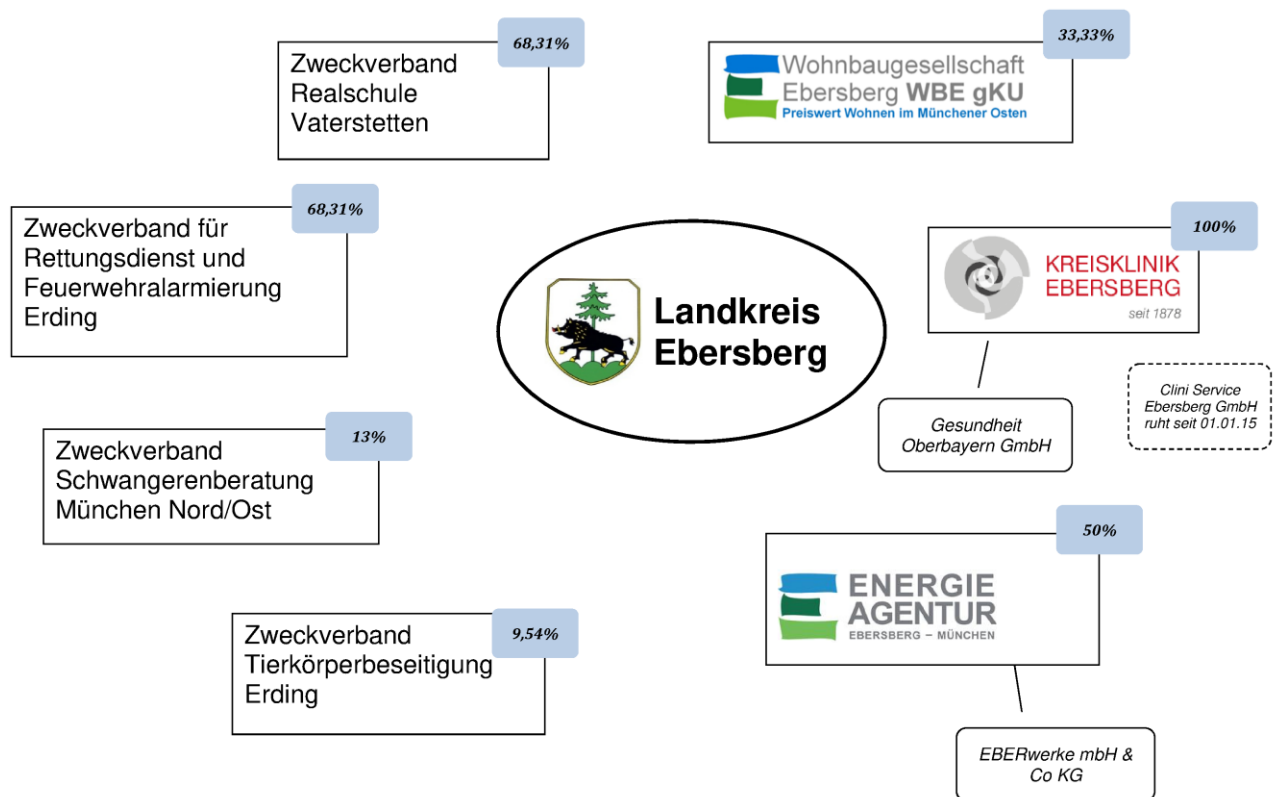 68,31%
Zweckverband
Realschule
Vaterstetten
33,33%
Wohnbaugesellschaft
Ebersberg WBE gKU
Preiswert Wohnen im Münchener Osten
68,31%
Zweckverband für
Rettungsdienst und
Feuerwehralarmierung
Erding
Landkreis
Ebersberg
100%
KREISKLINIK
EBERSBERG
seit 1878
Gesundheit
Oberbayern GmbH
Clini Service
Ebersberg GmbH
ruht seit 01.01.15
13%
Zweckverband
Schwangerenberatung
München Nord/Ost
50%
ENERGIE
AGENTUR
EBERSBERG – MÜNCHEN
9,54%
Zweckverband
Tierkörperbeseitigung
Erding
EBERwerke mbH &
Co KG